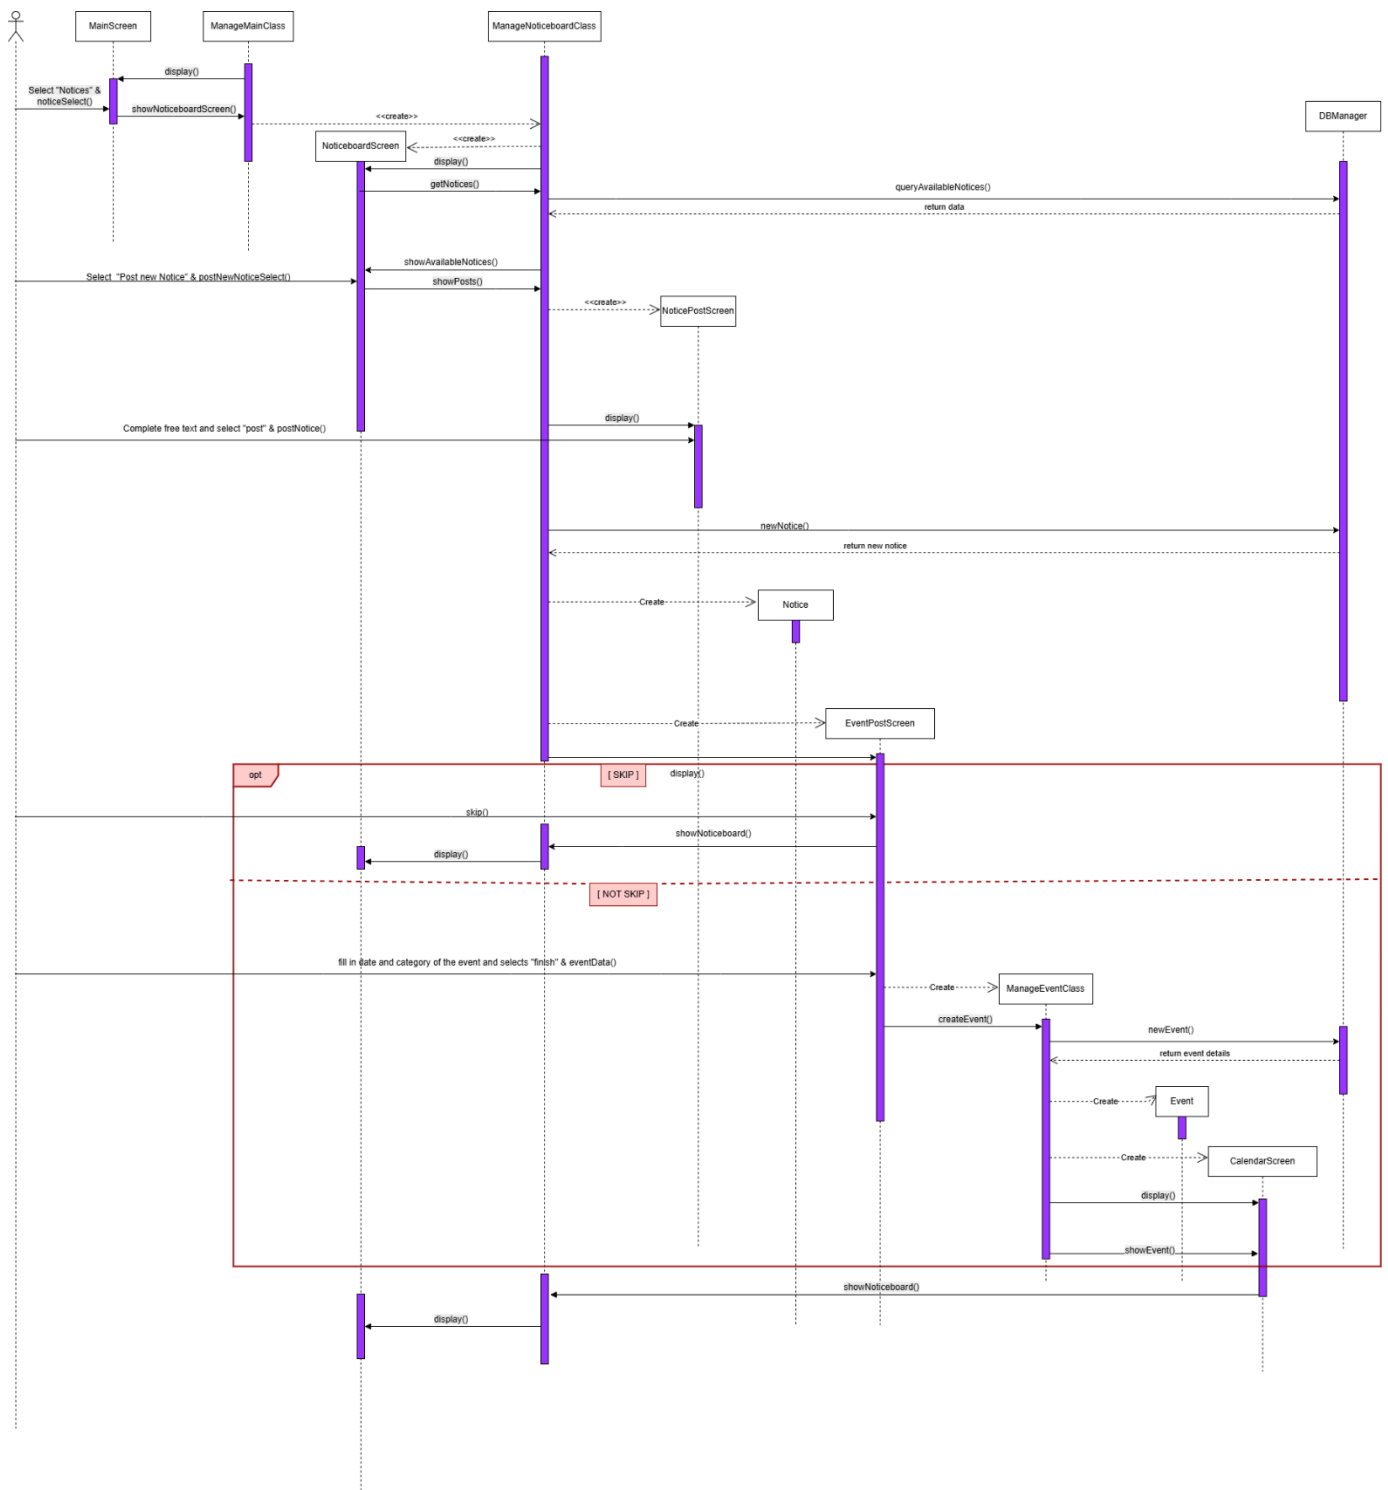 MainScreen
ManageMainClass
ManageNoticeboardClass
display()
Select "Notices" &
noticeSelect()
showNoticeboardScreen()
<<create>>
DBManager
NoticeboardScreen
<<create>>
display()
getNotices()
queryAvailableNotices()
return data
showAvailableNotices()
Select "Post new Notice" & postNewNoticeSelect()
showPosts()
<<create>>
NoticePostScreen
display()
Complete free text and select "post" & postNotice()
newNotice()
return new notice
Create
Notice
Create
EventPostScreen
opt
[ SKIP ]
display()
skip()
showNoticeboard()
display()
[ NOT SKIP ]
fill in date and category of the event and selects "finish" & eventData()
Create
ManageEventClass
createEvent()
newEvent()
return event details
Create
Event
Create
CalendarScreen
display()
showEvent()
showNoticeboard()
display()